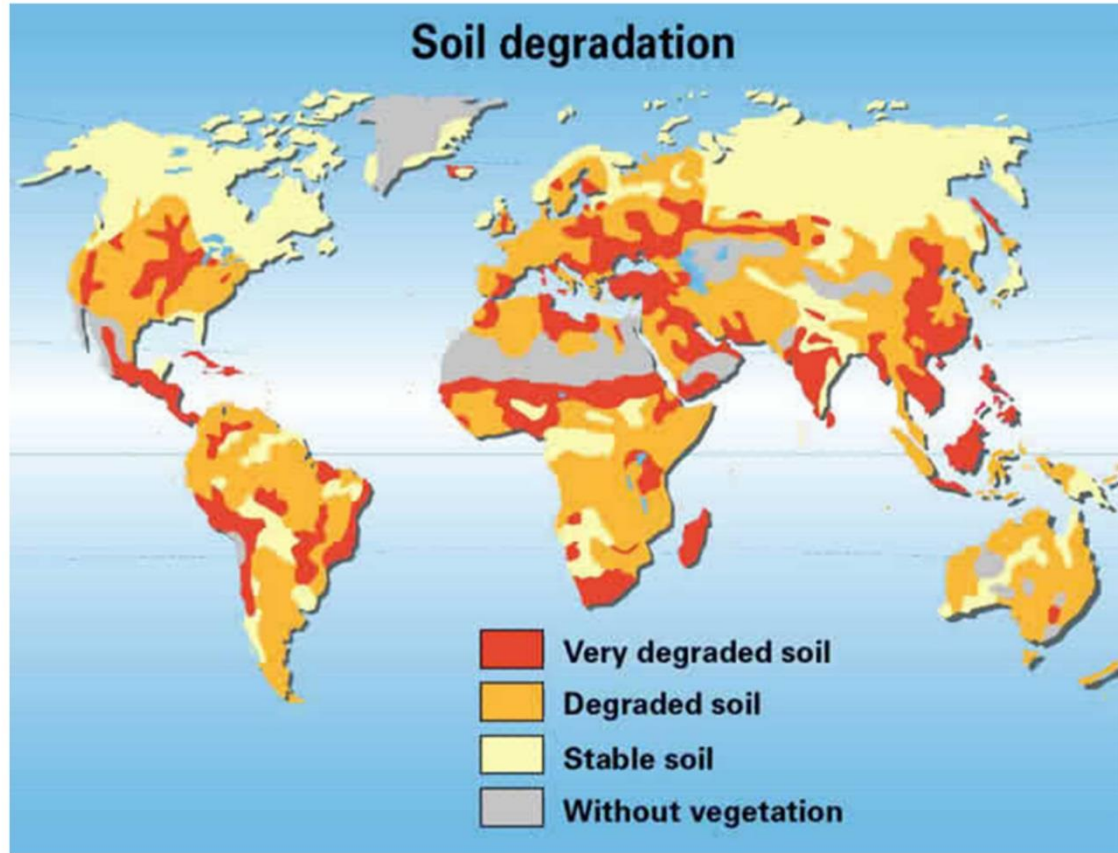 Soil degradation
Very degraded soil
Degraded soil
Stable soil
Without vegetation